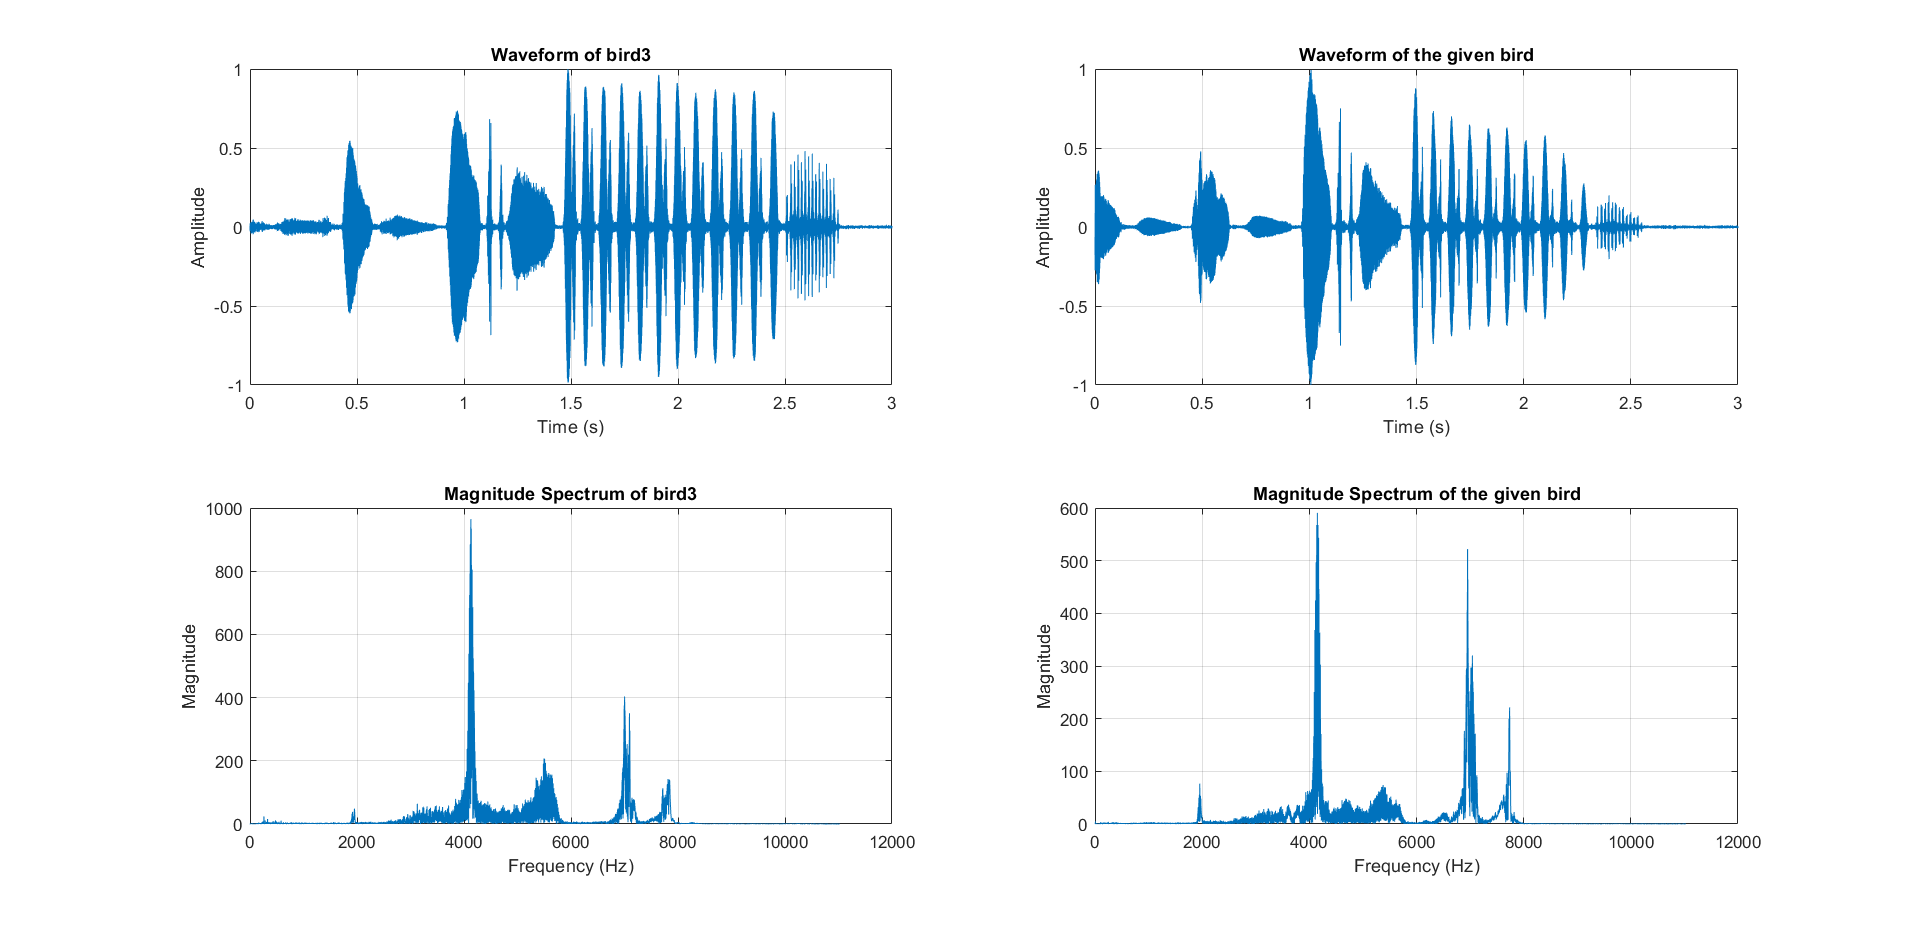 Waveform of bird3
1
0.5
0
-0.5
-1
Amplitude
0 0.5 1 1.5 2 2.5 3
Time (s)
Waveform of the given bird
1
0.5
0
-0.5
-1
Amplitude
0 0.5 1 1.5 2 2.5 3
Time (s)
Magnitude Spectrum of bird3
1000
800
600
400
200
0
Magnitude
0 2000 4000 6000 8000 10000 12000
Frequency (Hz)
Magnitude Spectrum of the given bird
600
500
400
300
200
100
0
Magnitude
0 2000 4000 6000 8000 10000 12000
Frequency (Hz)